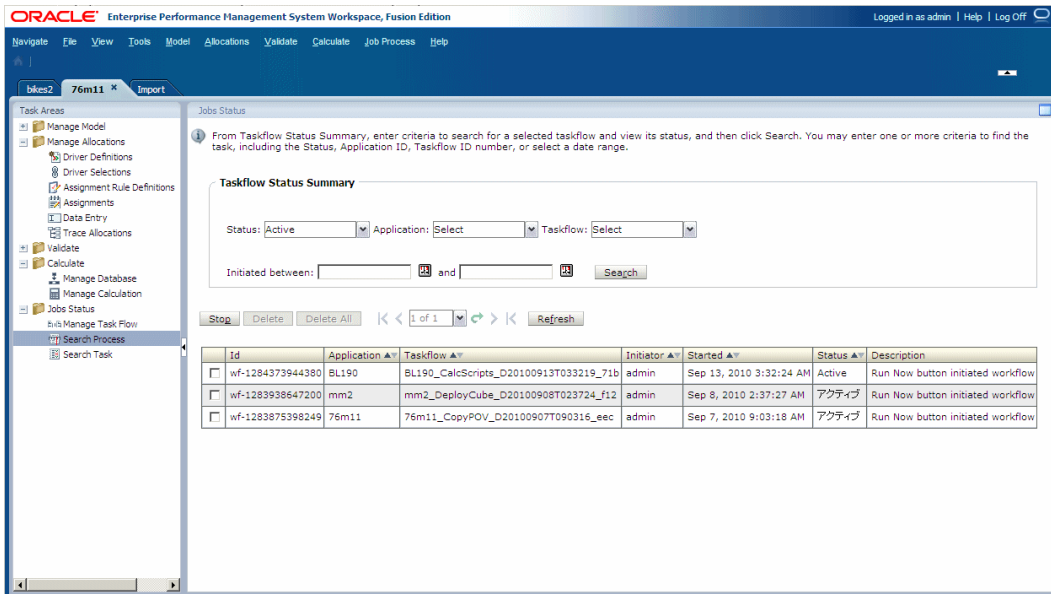 ORACLE Enterprise Performance Management System Workspace, Fusion Edition
Logged in as admin | Help | Log Off
Navigate File View Tools Model Allocations Validate Calculate Job Process Help
bikes2 76m11 Import
Task Areas
Manage Model
Manage Allocations
Driver Definitions
Driver Selections
Assignment Rule Definitions
Assignments
Data Entry
Trace Allocations
Validate
Calculate
Manage Database
Manage Calculation
Jobs Status
Manage Task Flow
Search Process
Search Task
Jobs Status
From Taskflow Status Summary, enter criteria to search for a selected taskflow and view its status, and then click Search. You may enter one or more criteria to find the
task, including the Status, Application ID, Taskflow ID number, or select a date range.
Taskflow Status Summary
Status: Active Application: Select Taskflow: Select
Initiated between: and Search
Stop Delete Delete All 1 of 1 Refresh
Id Application Taskflow Initiator Started Status Description
wf-1284373944380 BL190 BL190_CalcScripts_D20100913T033219_71b admin Sep 13, 2010 3:32:24 AM Active Run Now button initiated workflow
wf-1283938647200 mm2 mm2_DeployCube_D20100908T023724_f12 admin Sep 8, 2010 2:37:27 AM アクティブ Run Now button initiated workflow
wf-1283875398249 76m11 76m11_CopyPOV_D20100907T090316_eec admin Sep 7, 2010 9:03:18 AM アクティブ Run Now button initiated workflow